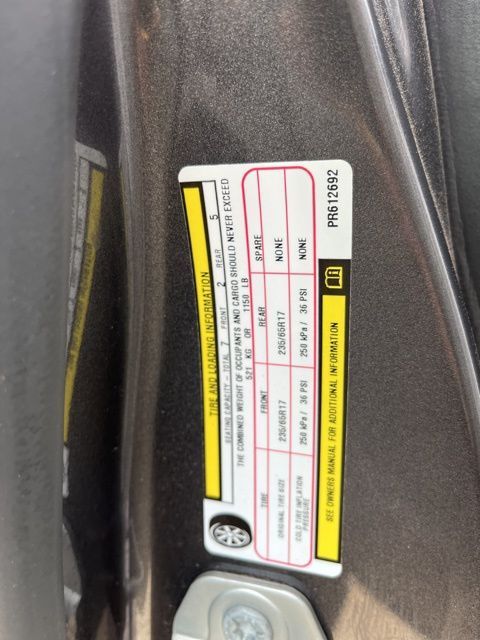 TIRE AND LOADING INFORMATION
SEATING CAPACITY - TOTAL 7 FRONT 2 REAR 5
THE COMBINED WEIGHT OF OCCUPANTS AND CARGO SHOULD NEVER EXCEED
521 KG OR 1150 LB
TIRE FRONT REAR SPARE
ORIGINAL TIRE SIZE 235/65R17 235/65R17 NONE
COLD TIRE INFLATION PRESSURE 250 kPa / 36 PSI 250 kPa / 36 PSI NONE
SEE OWNERS MANUAL FOR ADDITIONAL INFORMATION
PR612692